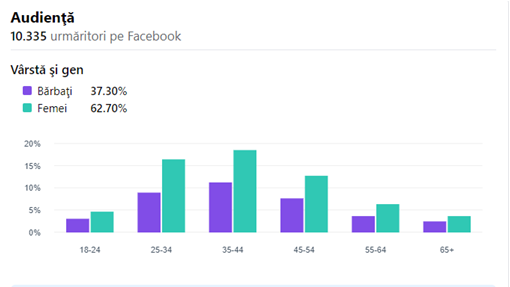 Audiență
10.335 urmăritori pe Facebook
Vârstă și gen
Bărbați 37.30%
Femei 62.70%
20%
15%
10%
5%
0%
18-24 25-34 35-44 45-54 55-64 65+